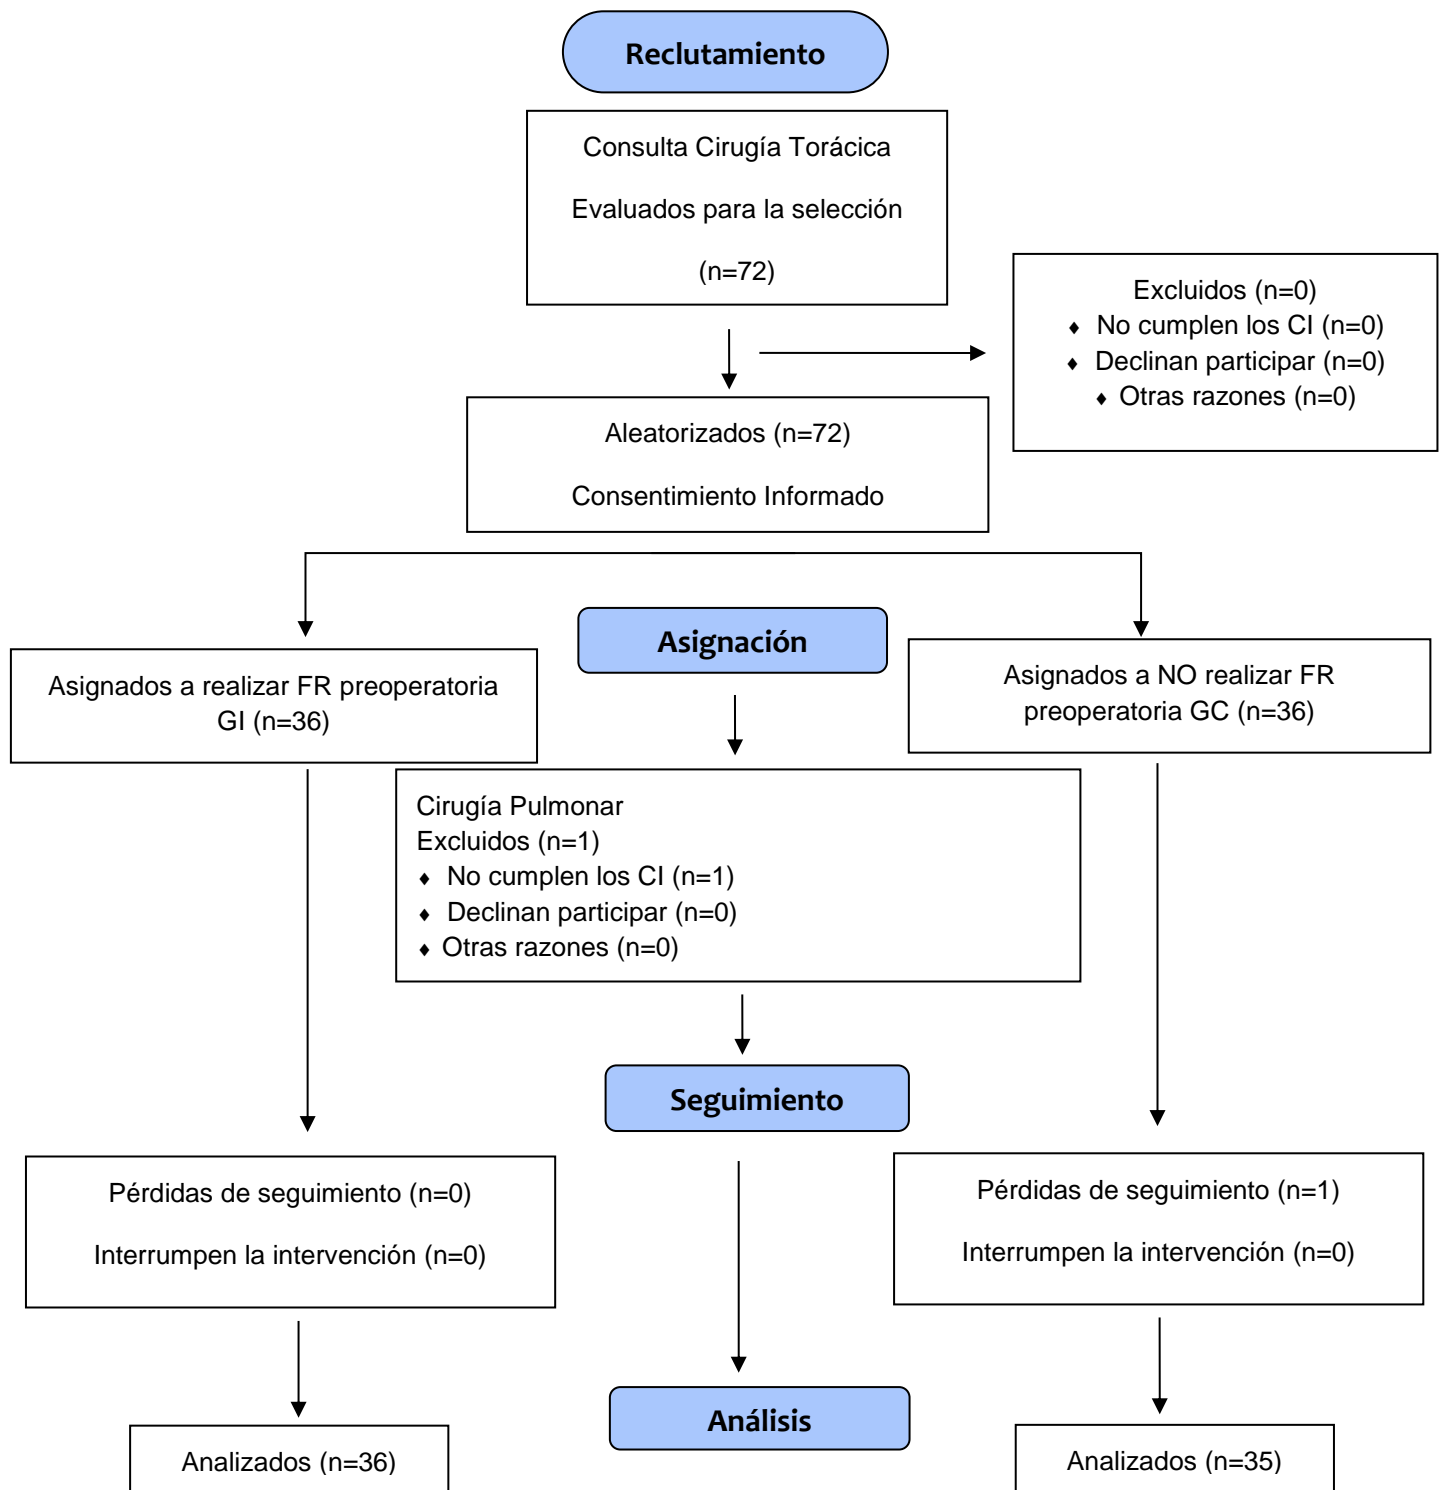 Reclutamiento
Consulta Cirugía Torácica
Evaluados para la selección
(n=72)
Excluidos (n=0)
♦ No cumplen los CI (n=0)
♦ Declinan participar (n=0)
♦ Otras razones (n=0)
Aleatorizados (n=72)
Consentimiento Informado
Asignación
Asignados a realizar FR preoperatoria
GI (n=36)
Asignados a NO realizar FR
preoperatoria GC (n=36)
Cirugía Pulmonar
Excluidos (n=1)
♦ No cumplen los CI (n=1)
♦ Declinan participar (n=0)
♦ Otras razones (n=0)
Seguimiento
Pérdidas de seguimiento (n=0)
Interrumpen la intervención (n=0)
Pérdidas de seguimiento (n=1)
Interrumpen la intervención (n=0)
Análisis
Analizados (n=36)
Analizados (n=35)